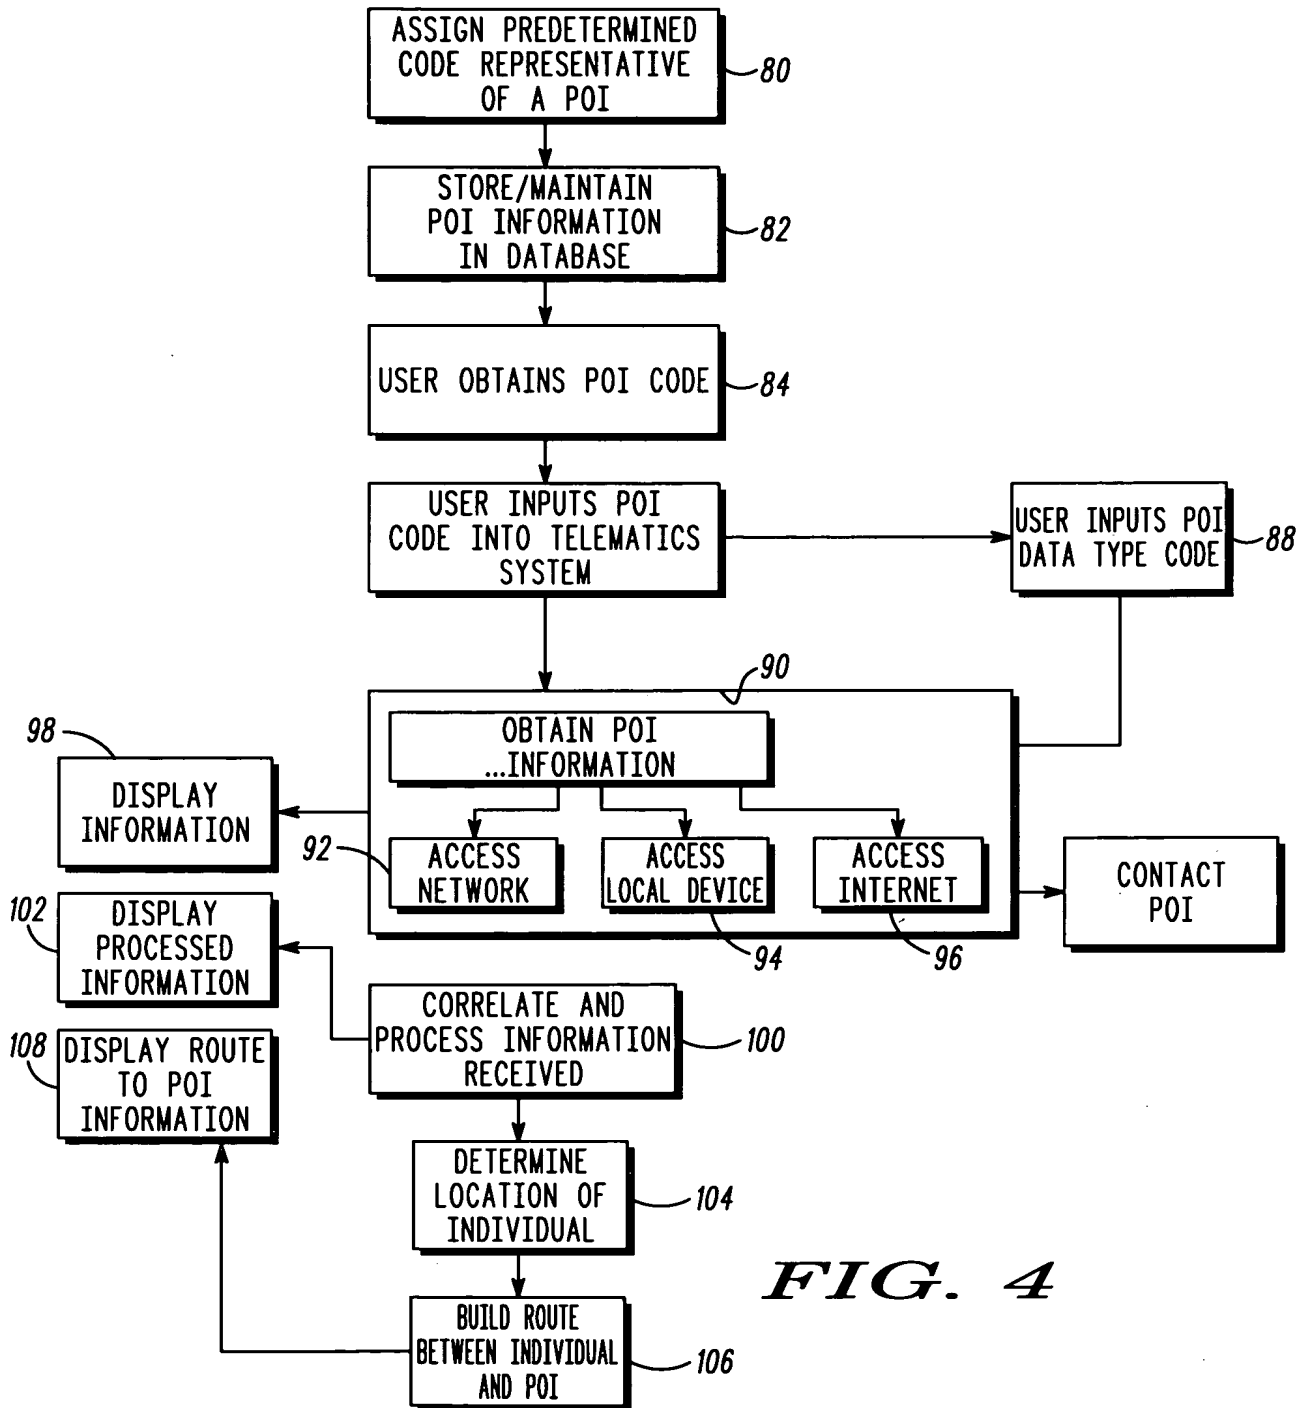 ASSIGN PREDETERMINED
CODE REPRESENTATIVE
OF A POI
80
STORE/MAINTAIN
POI INFORMATION
IN DATABASE
82
USER OBTAINS POI CODE
84
USER INPUTS POI
CODE INTO TELEMATICS
SYSTEM
USER INPUTS POI
DATA TYPE CODE
88
90
OBTAIN POI
...INFORMATION
98
DISPLAY
INFORMATION
92
ACCESS
NETWORK
ACCESS
LOCAL DEVICE
94
ACCESS
INTERNET
96
CONTACT
POI
102
DISPLAY
PROCESSED
INFORMATION
CORRELATE AND
PROCESS INFORMATION
RECEIVED
100
108
DISPLAY ROUTE
TO POI
INFORMATION
DETERMINE
LOCATION OF
INDIVIDUAL
104
BUILD ROUTE
BETWEEN INDIVIDUAL
AND POI
106
FIG. 4